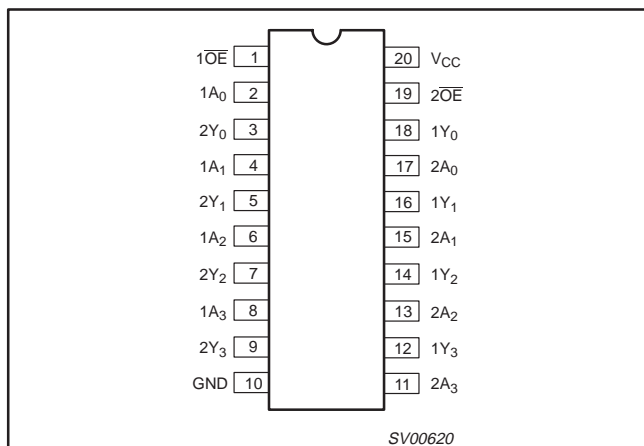 1O̅E̅ 1 20 VCC
1A0 2 19 2O̅E̅
2Y0 3 18 1Y0
1A1 4 17 2A0
2Y1 5 16 1Y1
1A2 6 15 2A1
2Y2 7 14 1Y2
1A3 8 13 2A2
2Y3 9 12 1Y3
GND 10 11 2A3
SV00620